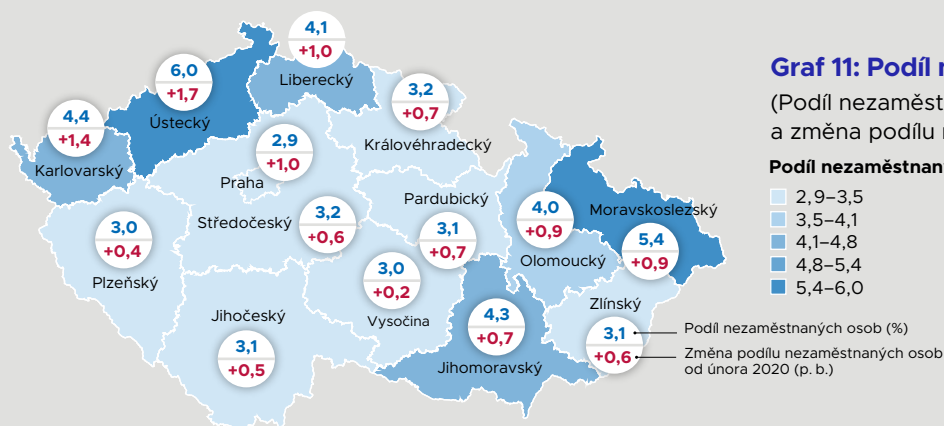 4,1
+1,0
Liberecký
6,0
+1,7
Ústecký
3,2
+0,7
Královéhradecký
4,4
+1,4
Karlovarský
2,9
+1,0
Praha
Pardubický
3,1
+0,7
Středočeský
3,2
+0,6
4,0
+0,9
Olomoucký
Moravskoslezský
5,4
+0,9
3,0
+0,4
Plzeňský
3,0
+0,2
Vysočina
Jihočeský
3,1
+0,5
4,3
+0,7
Jihomoravský
Zlínský
3,1
+0,6
Graf 11: Podíl
(Podíl nezaměst
a změna podílu
Podíl nezaměstnan
2,9–3,5
3,5–4,1
4,1–4,8
4,8–5,4
5,4–6,0
Podíl nezaměstnaných osob (%)
Změna podílu nezaměstnaných osob
od února 2020 (p. b.)